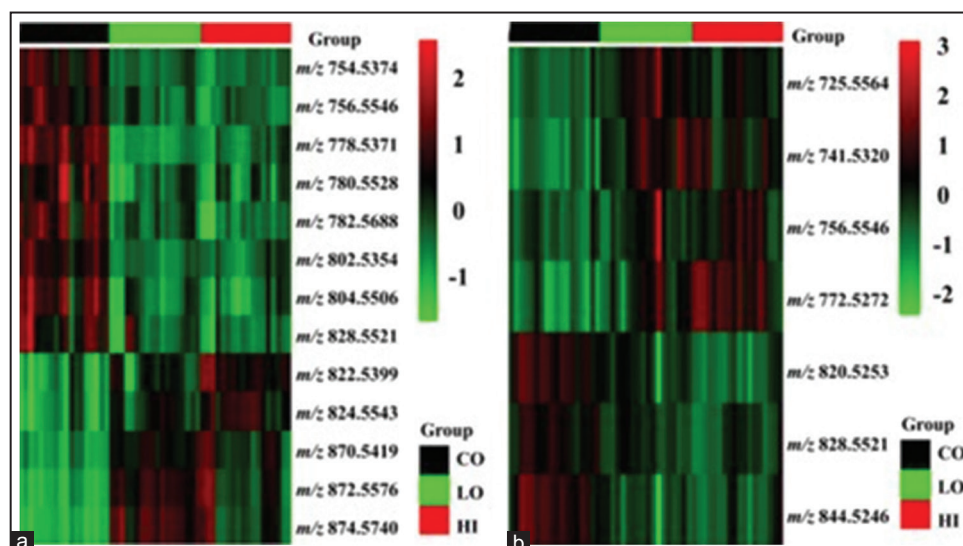 Group
m/z 754.5374
m/z 756.5546
m/z 778.5371
m/z 780.5528
m/z 782.5688
m/z 802.5354
m/z 804.5506
m/z 828.5521
m/z 822.5399
m/z 824.5543
m/z 870.5419
m/z 872.5576
m/z 874.5740
2
1
0
-1
Group
CO
LO
HI
a
Group
m/z 725.5564
m/z 741.5320
m/z 756.5546
m/z 772.5272
m/z 820.5253
m/z 828.5521
m/z 844.5246
3
2
1
0
-1
-2
Group
CO
LO
HI
b